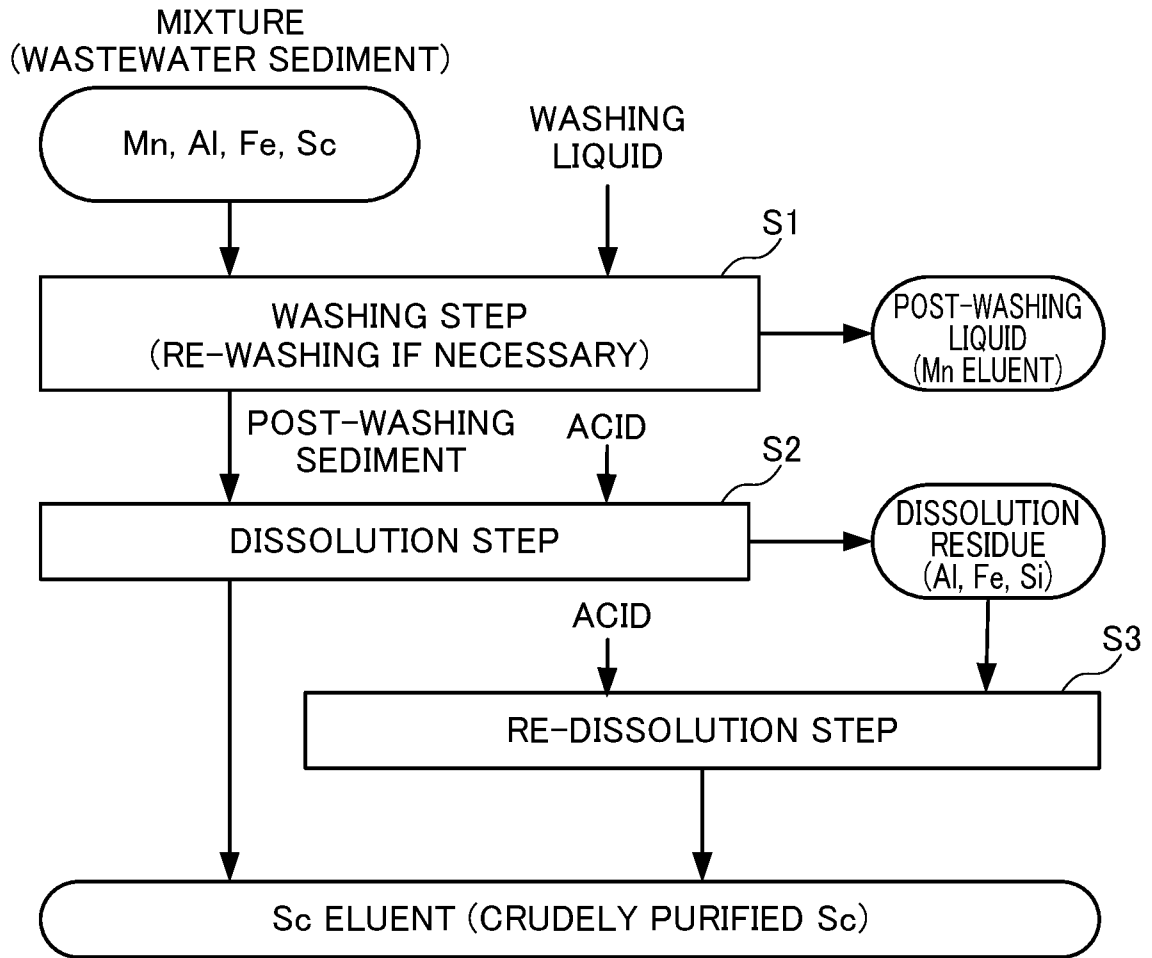 MIXTURE
(WASTEWATER SEDIMENT)
Mn, Al, Fe, Sc
WASHING
LIQUID
S1
WASHING STEP
(RE-WASHING IF NECESSARY)
POST-WASHING
LIQUID
(Mn ELUENT)
POST-WASHING
SEDIMENT
ACID
S2
DISSOLUTION STEP
DISSOLUTION
RESIDUE
(Al, Fe, Si)
ACID
S3
RE-DISSOLUTION STEP
Sc ELUENT (CRUDELY PURIFIED Sc)